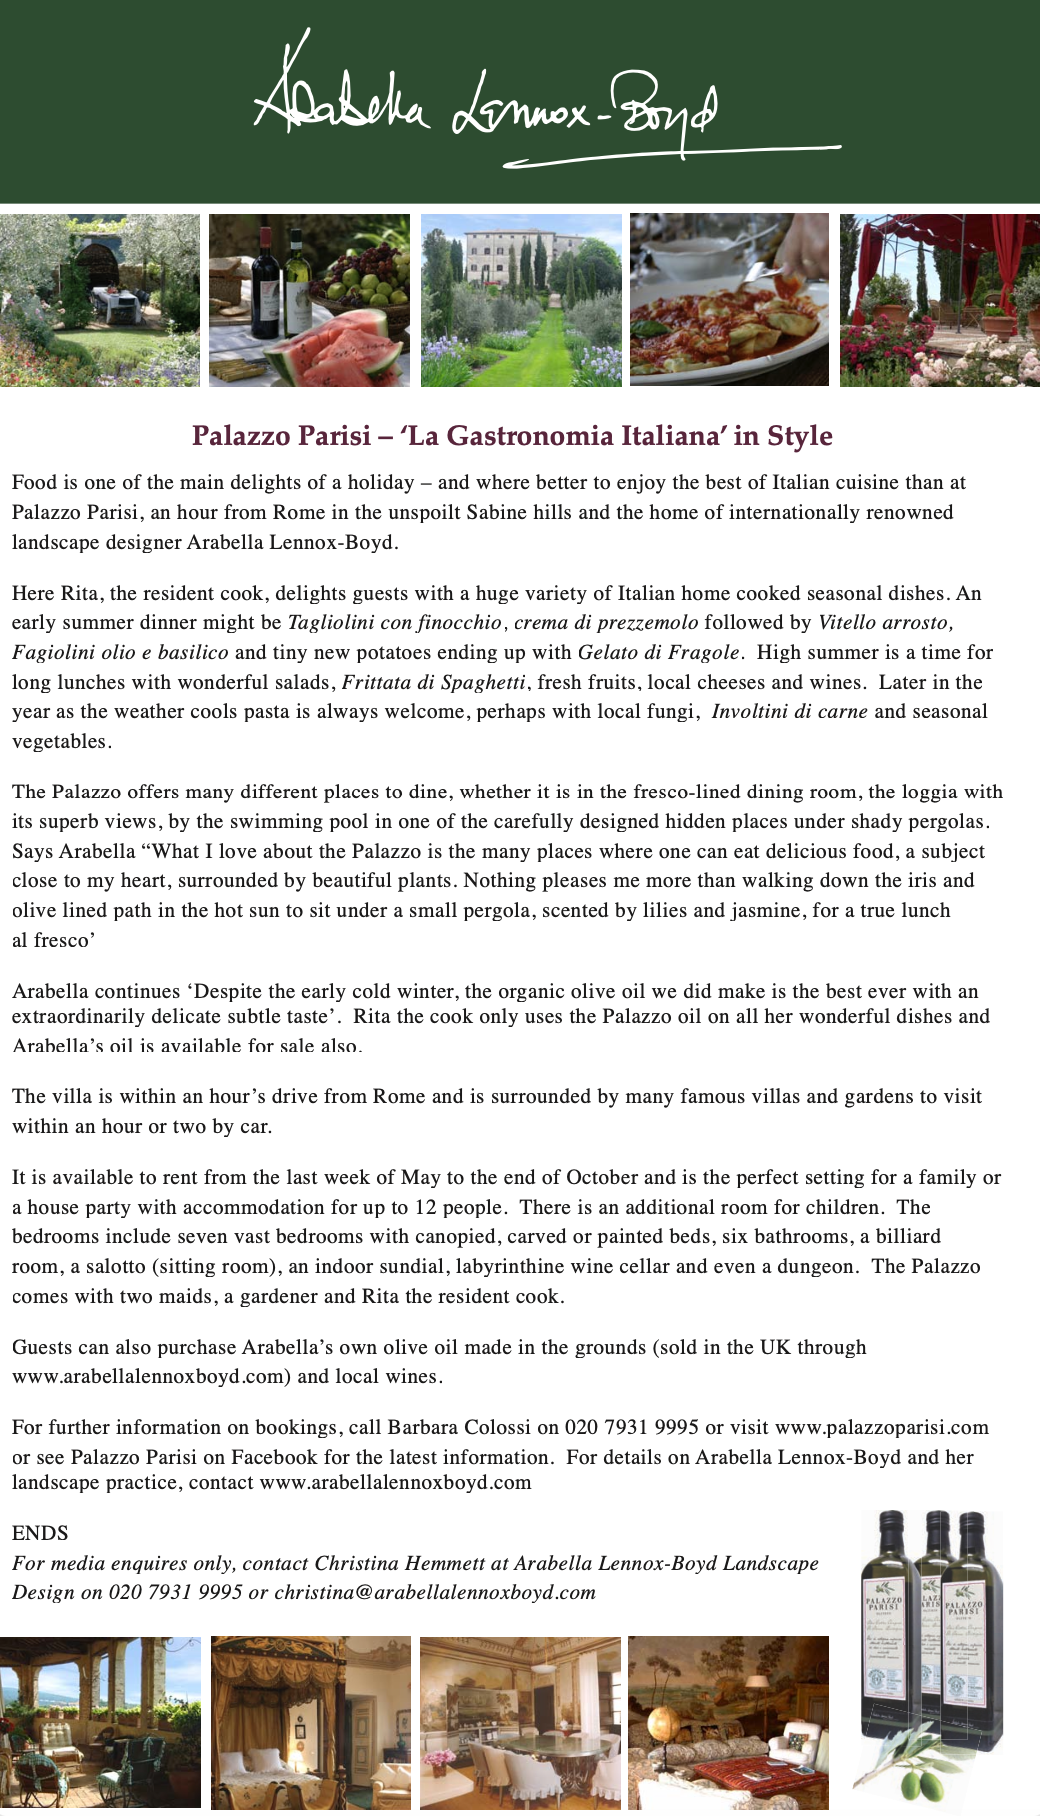 Arabella Lennox-Boyd
Palazzo Parisi – ‘La Gastronomia Italiana’ in Style
Food is one of the main delights of a holiday – and where better to enjoy the best of Italian cuisine than at
Palazzo Parisi, an hour from Rome in the unspoilt Sabine hills and the home of internationally renowned
landscape designer Arabella Lennox-Boyd.
Here Rita, the resident cook, delights guests with a huge variety of Italian home cooked seasonal dishes. An
early summer dinner might be Tagliolini con finocchio, crema di prezzemolo followed by Vitello arrosto,
Fagiolini olio e basilico and tiny new potatoes ending up with Gelato di Fragole.  High summer is a time for
long lunches with wonderful salads, Frittata di Spaghetti, fresh fruits, local cheeses and wines.  Later in the
year as the weather cools pasta is always welcome, perhaps with local fungi,  Involtini di carne and seasonal
vegetables.
The Palazzo offers many different places to dine, whether it is in the fresco-lined dining room, the loggia with
its superb views, by the swimming pool in one of the carefully designed hidden places under shady pergolas.
Says Arabella “What I love about the Palazzo is the many places where one can eat delicious food, a subject
close to my heart, surrounded by beautiful plants. Nothing pleases me more than walking down the iris and
olive lined path in the hot sun to sit under a small pergola, scented by lilies and jasmine, for a true lunch
al fresco’
Arabella continues ‘Despite the early cold winter, the organic olive oil we did make is the best ever with an
extraordinarily delicate subtle taste’.  Rita the cook only uses the Palazzo oil on all her wonderful dishes and
Arabella’s oil is available for sale also.
The villa is within an hour’s drive from Rome and is surrounded by many famous villas and gardens to visit
within an hour or two by car.
It is available to rent from the last week of May to the end of October and is the perfect setting for a family or
a house party with accommodation for up to 12 people.  There is an additional room for children.  The
bedrooms include seven vast bedrooms with canopied, carved or painted beds, six bathrooms, a billiard
room, a salotto (sitting room), an indoor sundial, labyrinthine wine cellar and even a dungeon.  The Palazzo
comes with two maids, a gardener and Rita the resident cook.
Guests can also purchase Arabella’s own olive oil made in the grounds (sold in the UK through
www.arabellalennoxboyd.com) and local wines.
For further information on bookings, call Barbara Colossi on 020 7931 9995 or visit www.palazzoparisi.com
or see Palazzo Parisi on Facebook for the latest information.  For details on Arabella Lennox-Boyd and her
landscape practice, contact www.arabellalennoxboyd.com
ENDS
For media enquires only, contact Christina Hemmett at Arabella Lennox-Boyd Landscape
Design on 020 7931 9995 or christina@arabellalennoxboyd.com
PALAZZO
PARISI
PALAZZO
PARISI